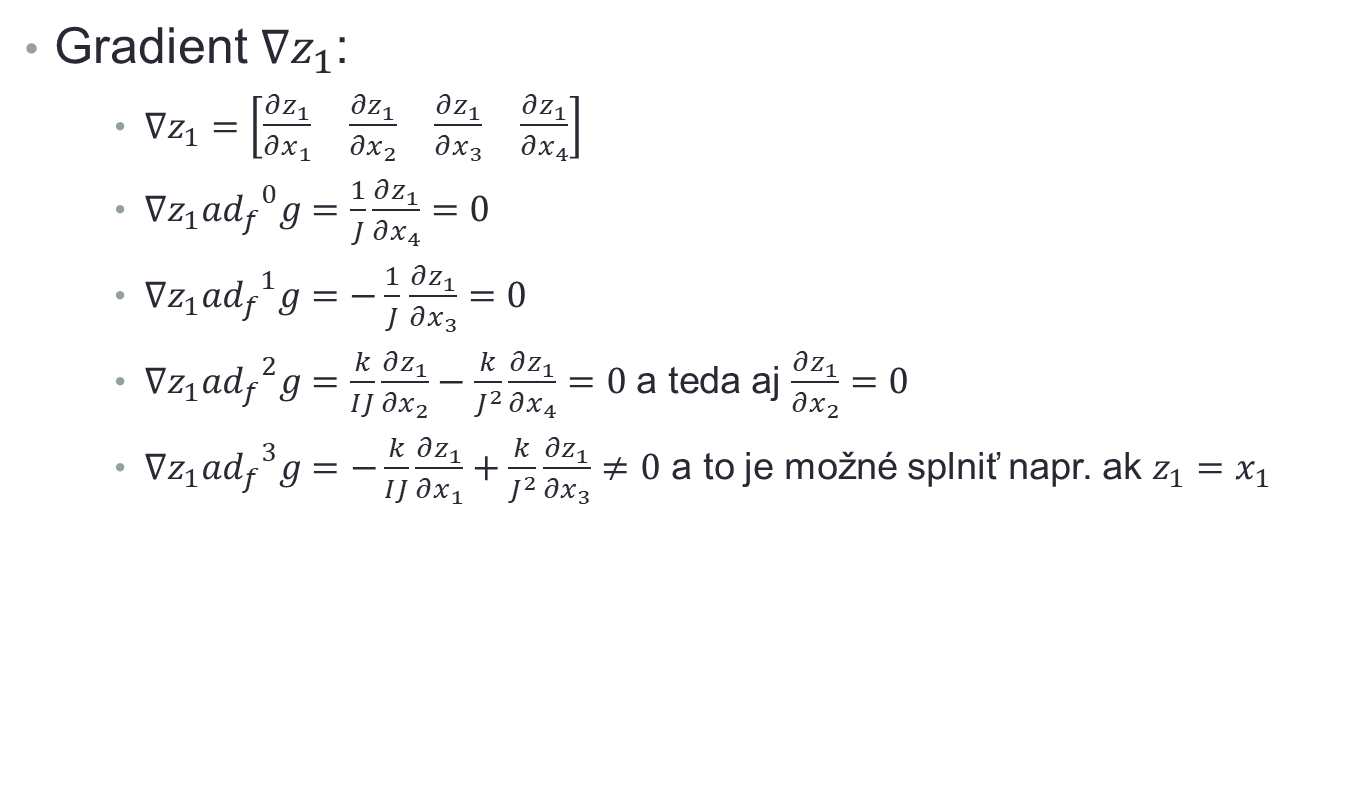 • Gradient ∇z₁:
• ∇z₁ = [∂z₁/∂x₁ ∂z₁/∂x₂ ∂z₁/∂x₃ ∂z₁/∂x₄]
• ∇z₁ad_f⁰g = 1/J ∂z₁/∂x₄ = 0
• ∇z₁ad_f¹g = −1/J ∂z₁/∂x₃ = 0
• ∇z₁ad_f²g = k/IJ ∂z₁/∂x₂ − k/J² ∂z₁/∂x₄ = 0 a teda aj ∂z₁/∂x₂ = 0
• ∇z₁ad_f³g = −k/IJ ∂z₁/∂x₁ + k/J² ∂z₁/∂x₃ ≠ 0 a to je možné splniť napr. ak z₁ = x₁